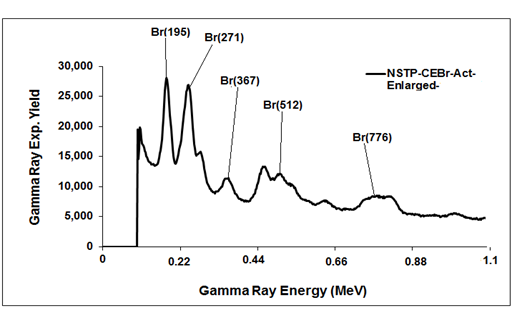 Br(195)
Br(271)
Br(367)
Br(512)
Br(776)
NSTP-CEBr-Act-
Enlarged-
Gamma Ray Exp. Yield
30,000
25,000
20,000
15,000
10,000
5,000
0
0
0.22
0.44
0.66
0.88
1.1
Gamma Ray Energy (MeV)